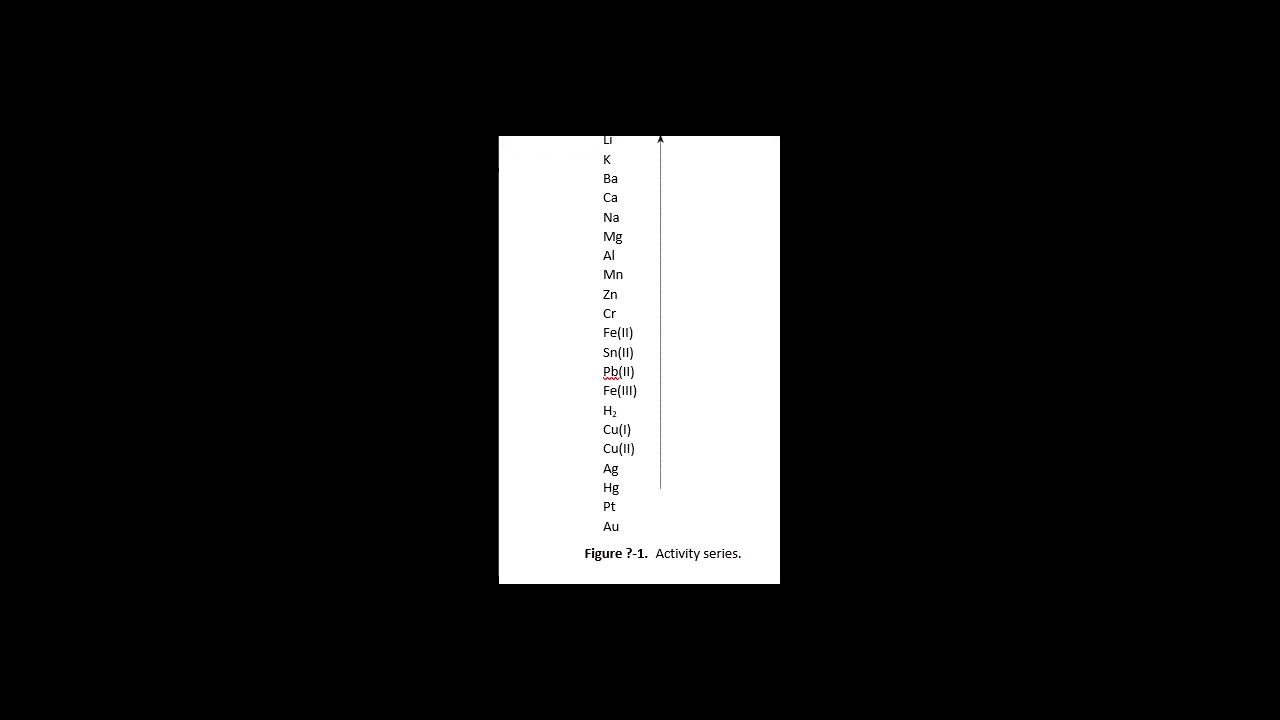 Li
K
Ba
Ca
Na
Mg
Al
Mn
Zn
Cr
Fe(II)
Sn(II)
Pb(II)
Fe(III)
H₂
Cu(I)
Cu(II)
Ag
Hg
Pt
Au
Figure ?-1. Activity series.